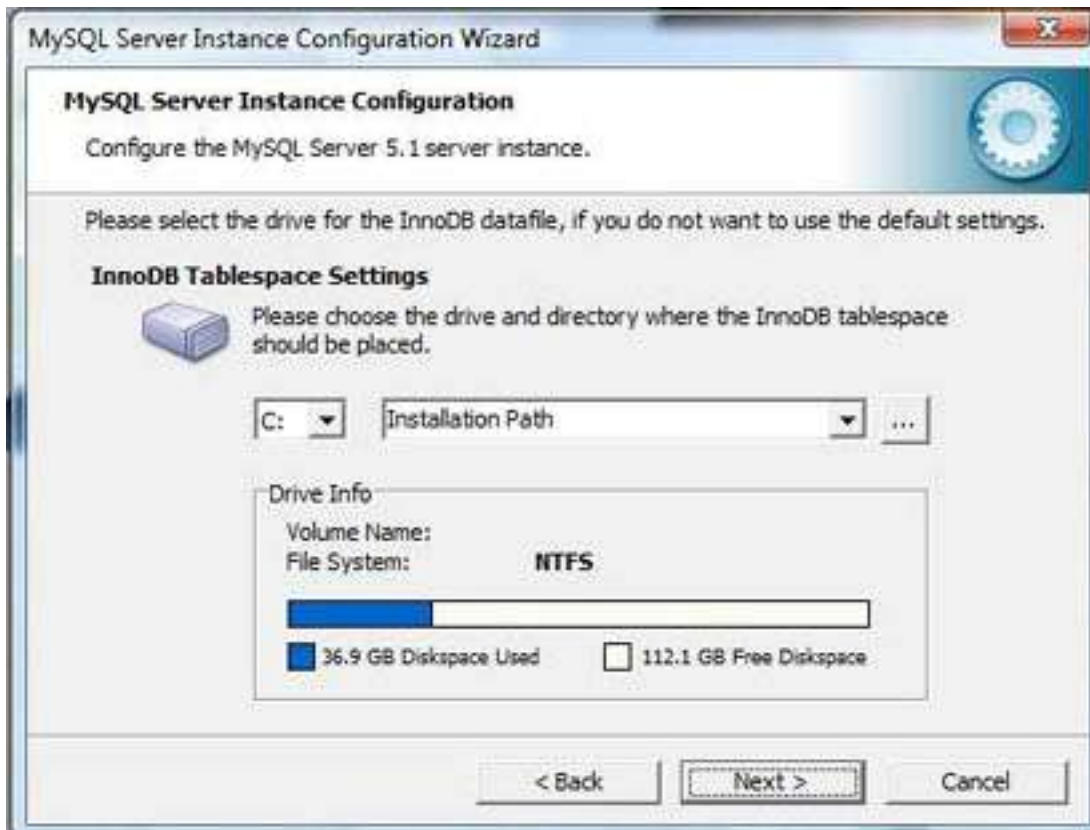 MySQL Server Instance Configuration Wizard
MySQL Server Instance Configuration
Configure the MySQL Server 5.1 server instance.
Please select the drive for the InnoDB datafile, if you do not want to use the default settings.
InnoDB Tablespace Settings
Please choose the drive and directory where the InnoDB tablespace
should be placed.
C: Installation Path ...
Drive Info
Volume Name:
File System: NTFS
36.9 GB Diskspace Used 112.1 GB Free Diskspace
< Back Next > Cancel